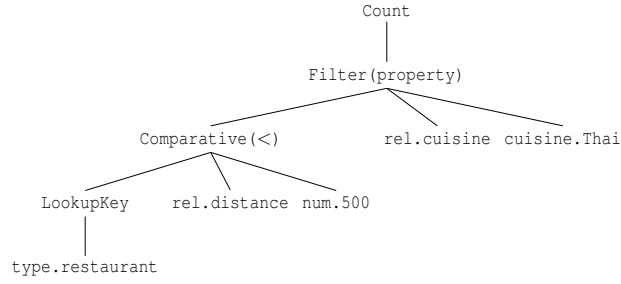 Count
Filter(property)
Comparative(<) rel.cuisine cuisine.Thai
LookupKey rel.distance num.500
type.restaurant